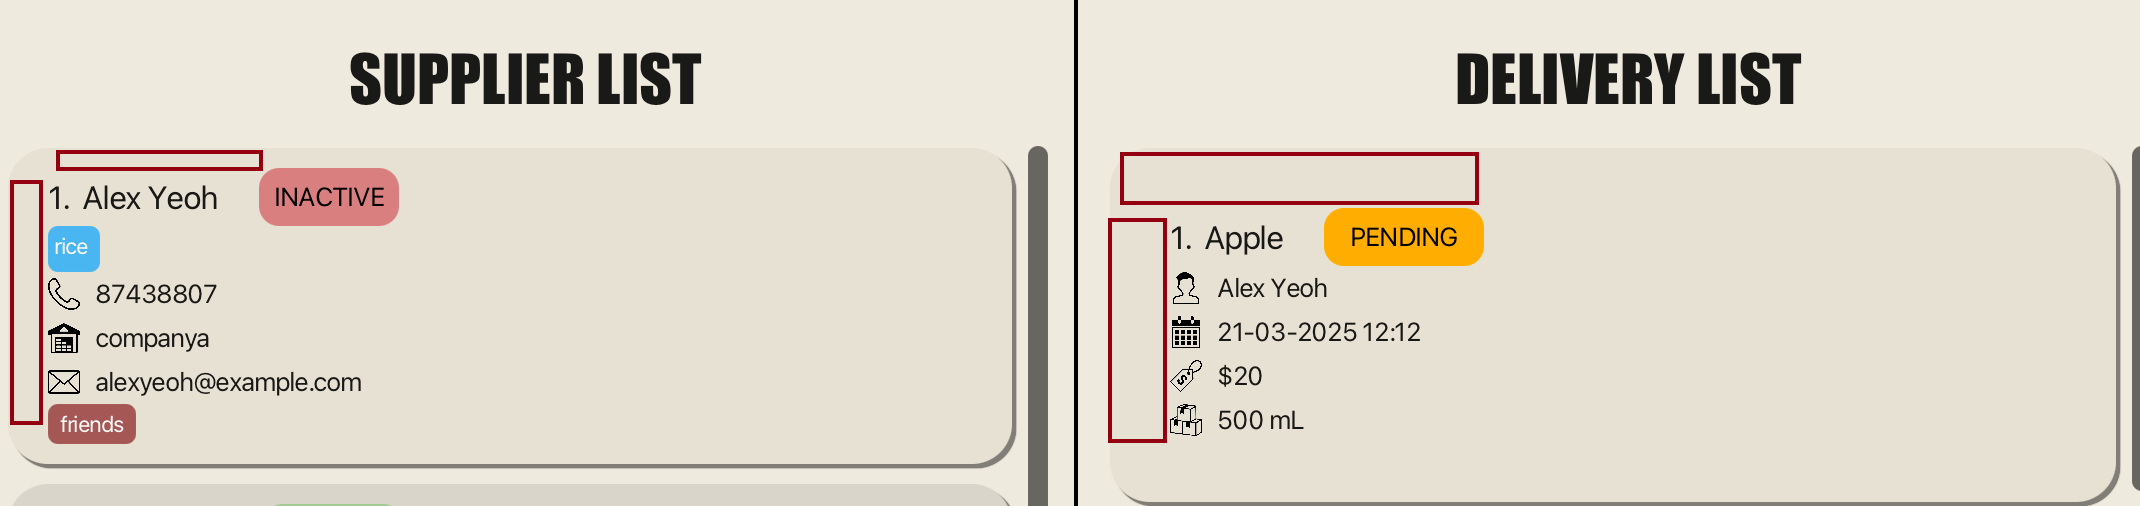 SUPPLIER LIST
1. Alex Yeoh INACTIVE
rice
87438807
companya
alexyeoh@example.com
friends
DELIVERY LIST
1. Apple PENDING
Alex Yeoh
21-03-2025 12:12
$20
500 mL